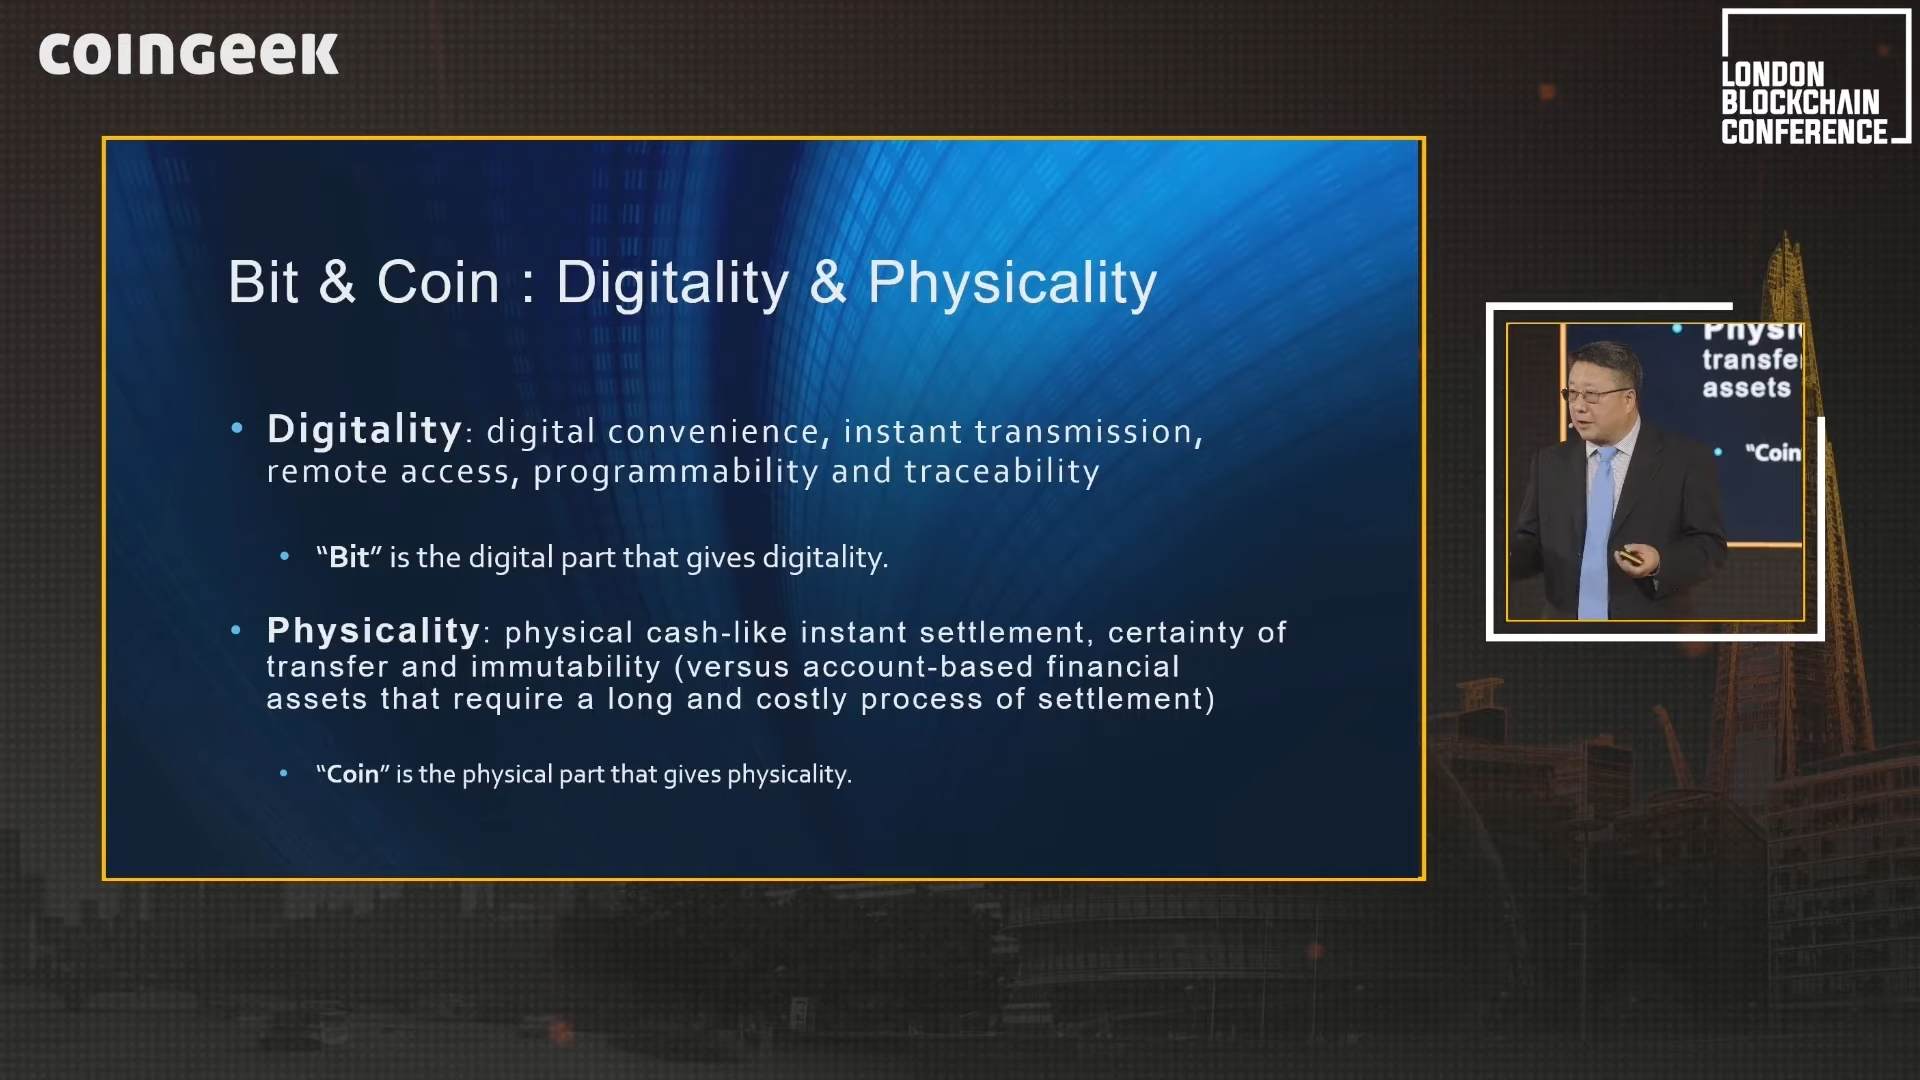 COINGEEK
LONDON
BLOCKCHAIN
CONFERENCE
Bit & Coin : Digitality & Physicality
• Digitality: digital convenience, instant transmission,
remote access, programmability and traceability
• “Bit” is the digital part that gives digitality.
• Physicality: physical cash-like instant settlement, certainty of
transfer and immutability (versus account-based financial
assets that require a long and costly process of settlement)
• “Coin” is the physical part that gives physicality.
• Physi
transfe
assets
• “Coin